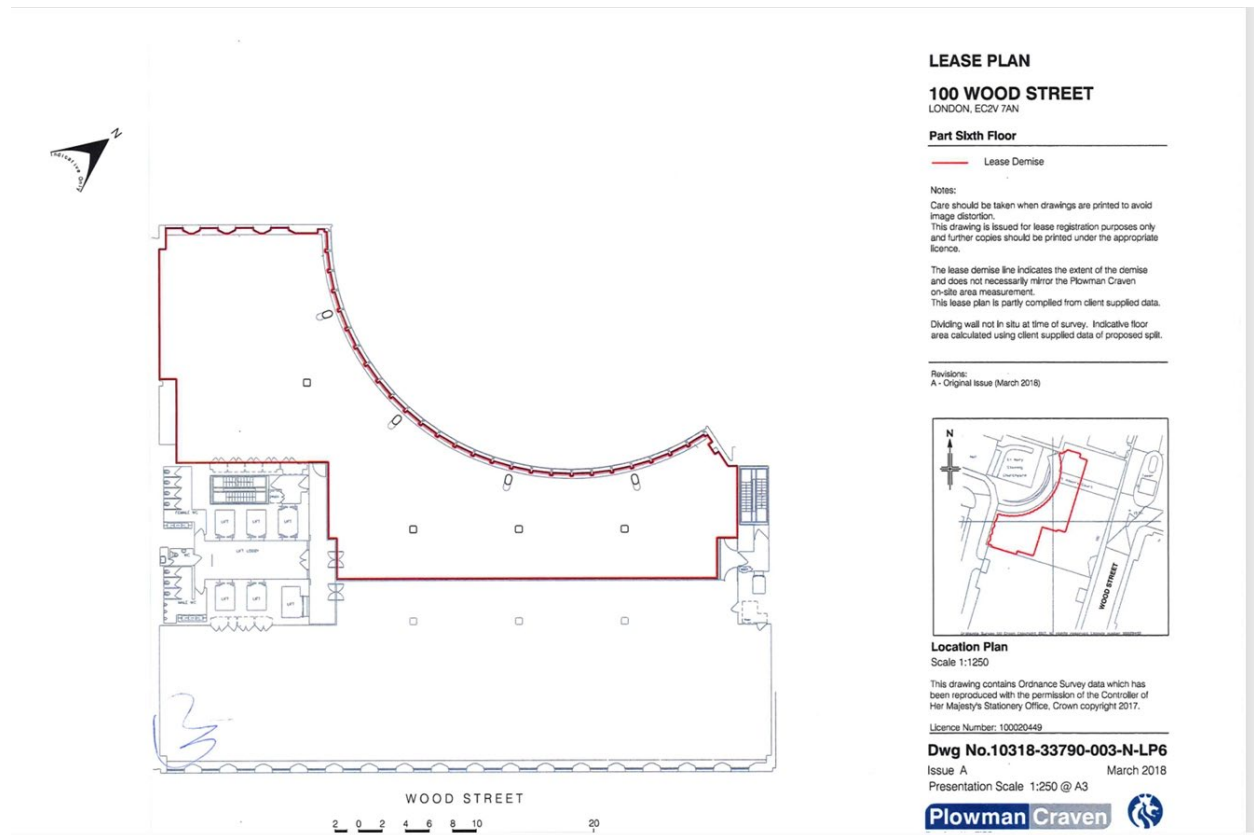 LEASE PLAN
100 WOOD STREET
LONDON, EC2V 7AN
Part Sixth Floor
Lease Demise
Notes:
Care should be taken when drawings are printed to avoid
image distortion.
This drawing is issued for lease registration purposes only
and further copies should be printed under the appropriate
licence.
The lease demise line indicates the extent of the demise
and does not necessarily mirror the Plowman Craven
on-site area measurement.
This lease plan is partly compiled from client supplied data.
Dividing wall not in situ at time of survey. Indicative floor
area calculated using client supplied data of proposed split.
Revisions:
A - Original Issue (March 2018)
N
WOOD STREET
Location Plan
Scale 1:1250
This drawing contains Ordnance Survey data which has
been reproduced with the permission of the Controller of
Her Majesty's Stationery Office, Crown copyright 2017.
Licence Number: 100020449
Dwg No.10318-33790-003-N-LP6
Issue A March 2018
Presentation Scale 1:250 @ A3
Plowman Craven
N
Indicative Only
FEMALE WC
LIFT LIFT LIFT
LIFT LOBBY
WC
MALE WC
LIFT LIFT LIFT
WOOD STREET
2 0 2 4 6 8 10 20